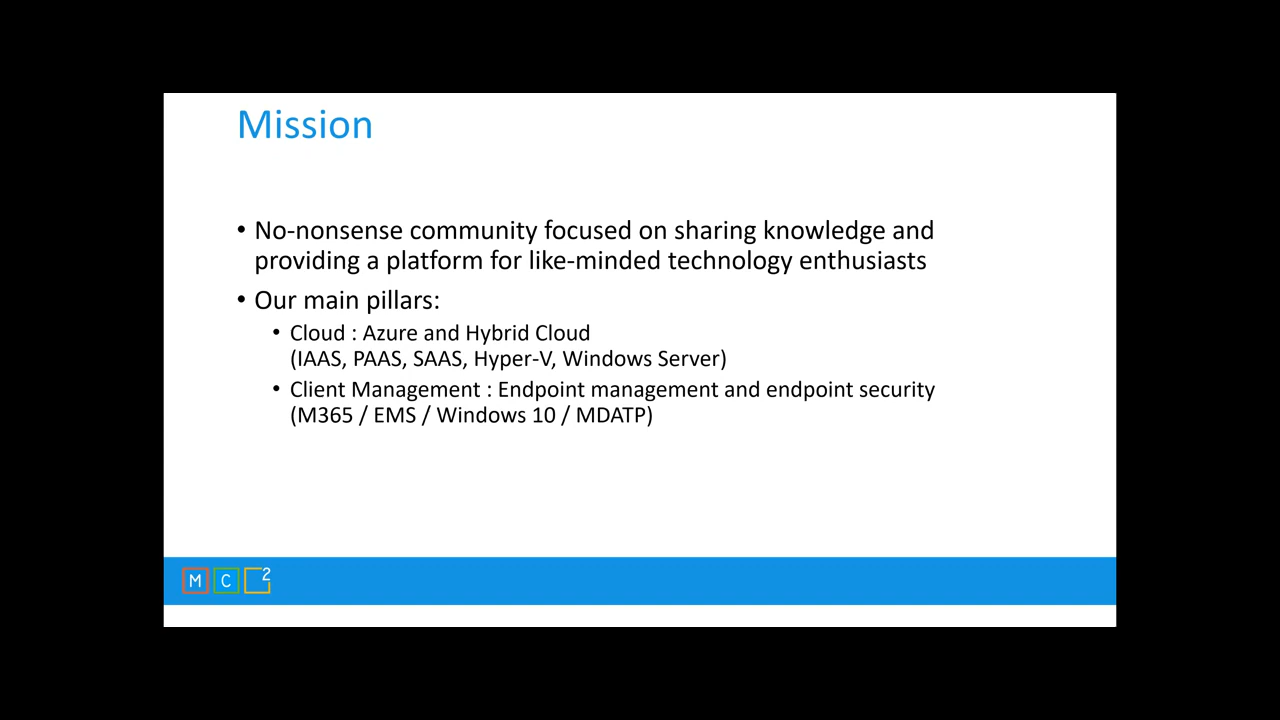 Mission
• No-nonsense community focused on sharing knowledge and
providing a platform for like-minded technology enthusiasts
• Our main pillars:
• Cloud : Azure and Hybrid Cloud
(IAAS, PAAS, SAAS, Hyper-V, Windows Server)
• Client Management : Endpoint management and endpoint security
(M365 / EMS / Windows 10 / MDATP)
M C 2